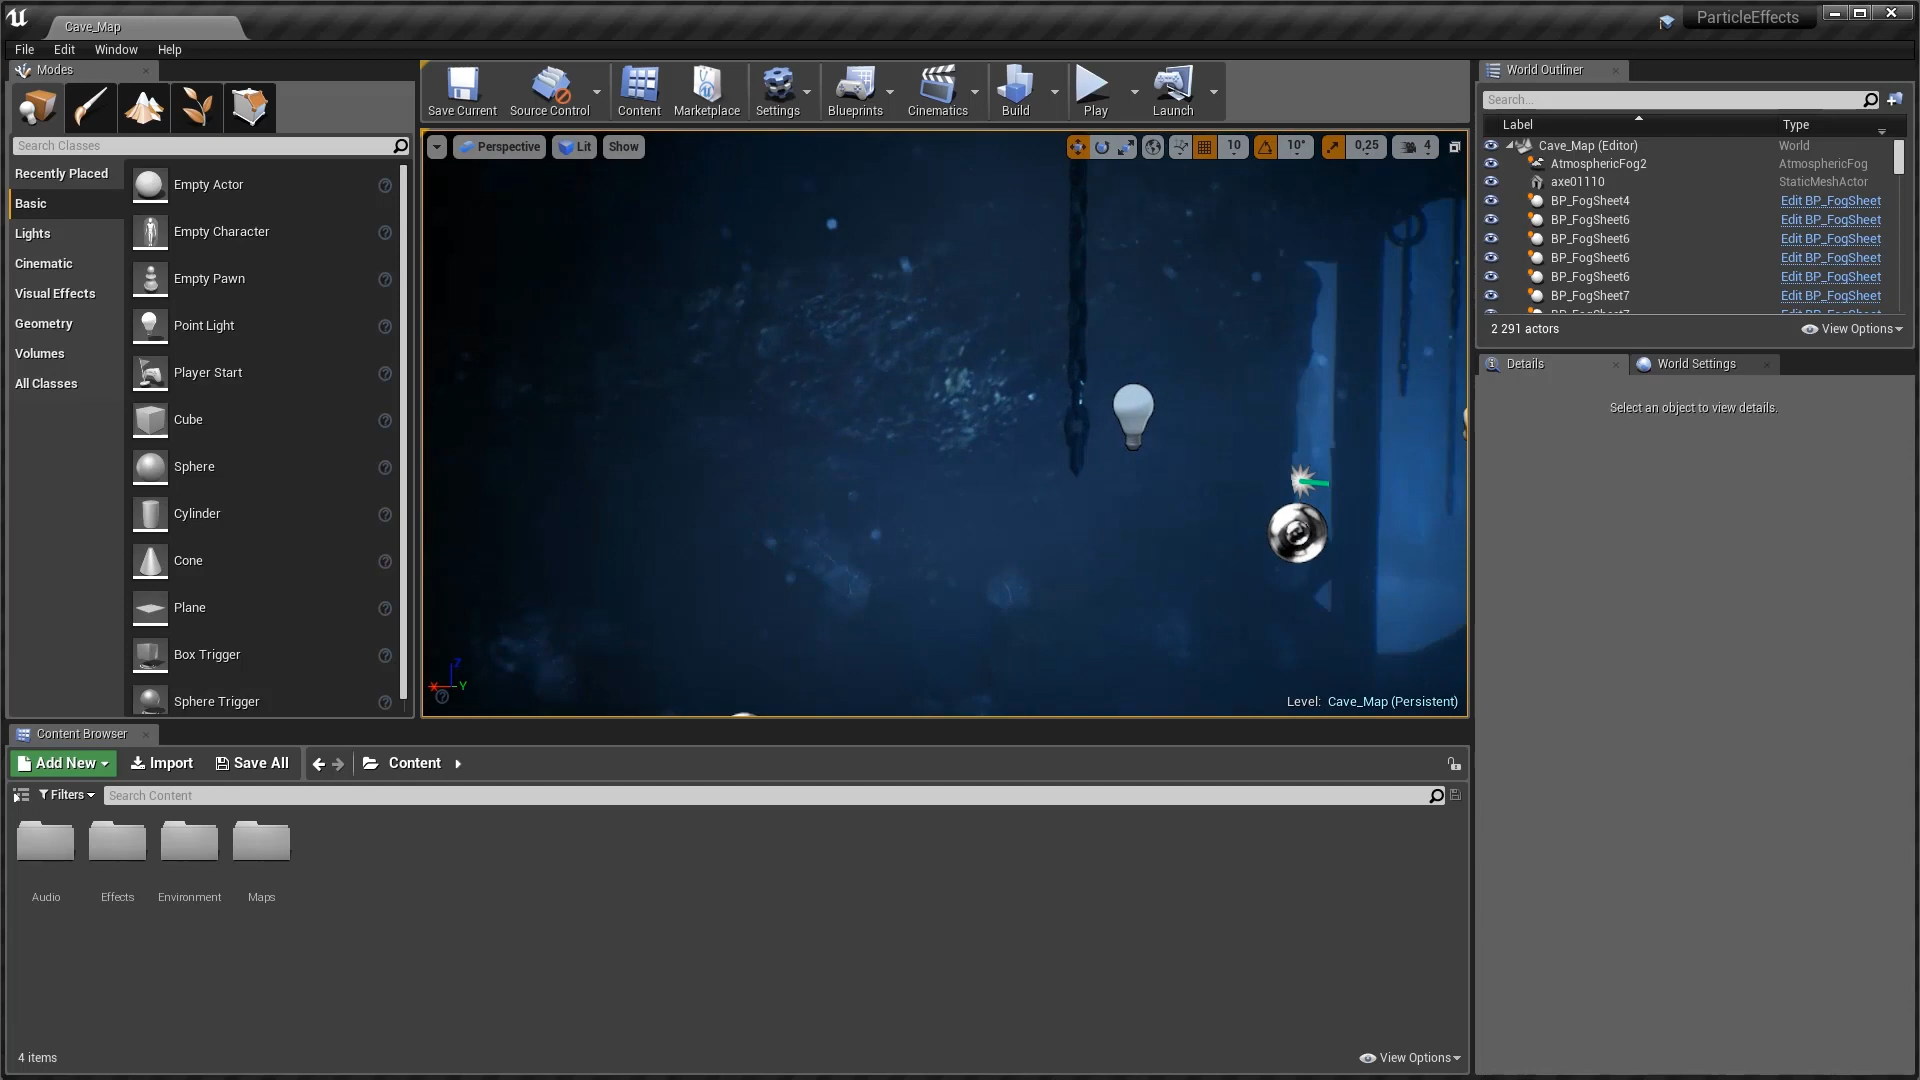 Cave_Map
ParticleEffects
File Edit Window Help
Modes
Search Classes
Recently Placed
Basic
Lights
Cinematic
Visual Effects
Geometry
Volumes
All Classes
Empty Actor
Empty Character
Empty Pawn
Point Light
Player Start
Cube
Sphere
Cylinder
Cone
Plane
Box Trigger
Sphere Trigger
Save Current Source Control Content Marketplace Settings Blueprints Cinematics Build Play Launch
Perspective Lit Show 10 10° 0,25 4
Z
X Y
Level: Cave_Map (Persistent)
World Outliner
Search...
Label Type
Cave_Map (Editor) World
AtmosphericFog2 AtmosphericFog
axe01110 StaticMeshActor
BP_FogSheet4 Edit BP_FogSheet
BP_FogSheet6 Edit BP_FogSheet
BP_FogSheet6 Edit BP_FogSheet
BP_FogSheet6 Edit BP_FogSheet
BP_FogSheet6 Edit BP_FogSheet
BP_FogSheet7 Edit BP_FogSheet
BP_FogSheet7 Edit BP_FogSheet
2 291 actors View Options
Details World Settings
Select an object to view details.
Content Browser
Add New Import Save All Content
Filters Search Content
Audio Effects Environment Maps
4 items View Options